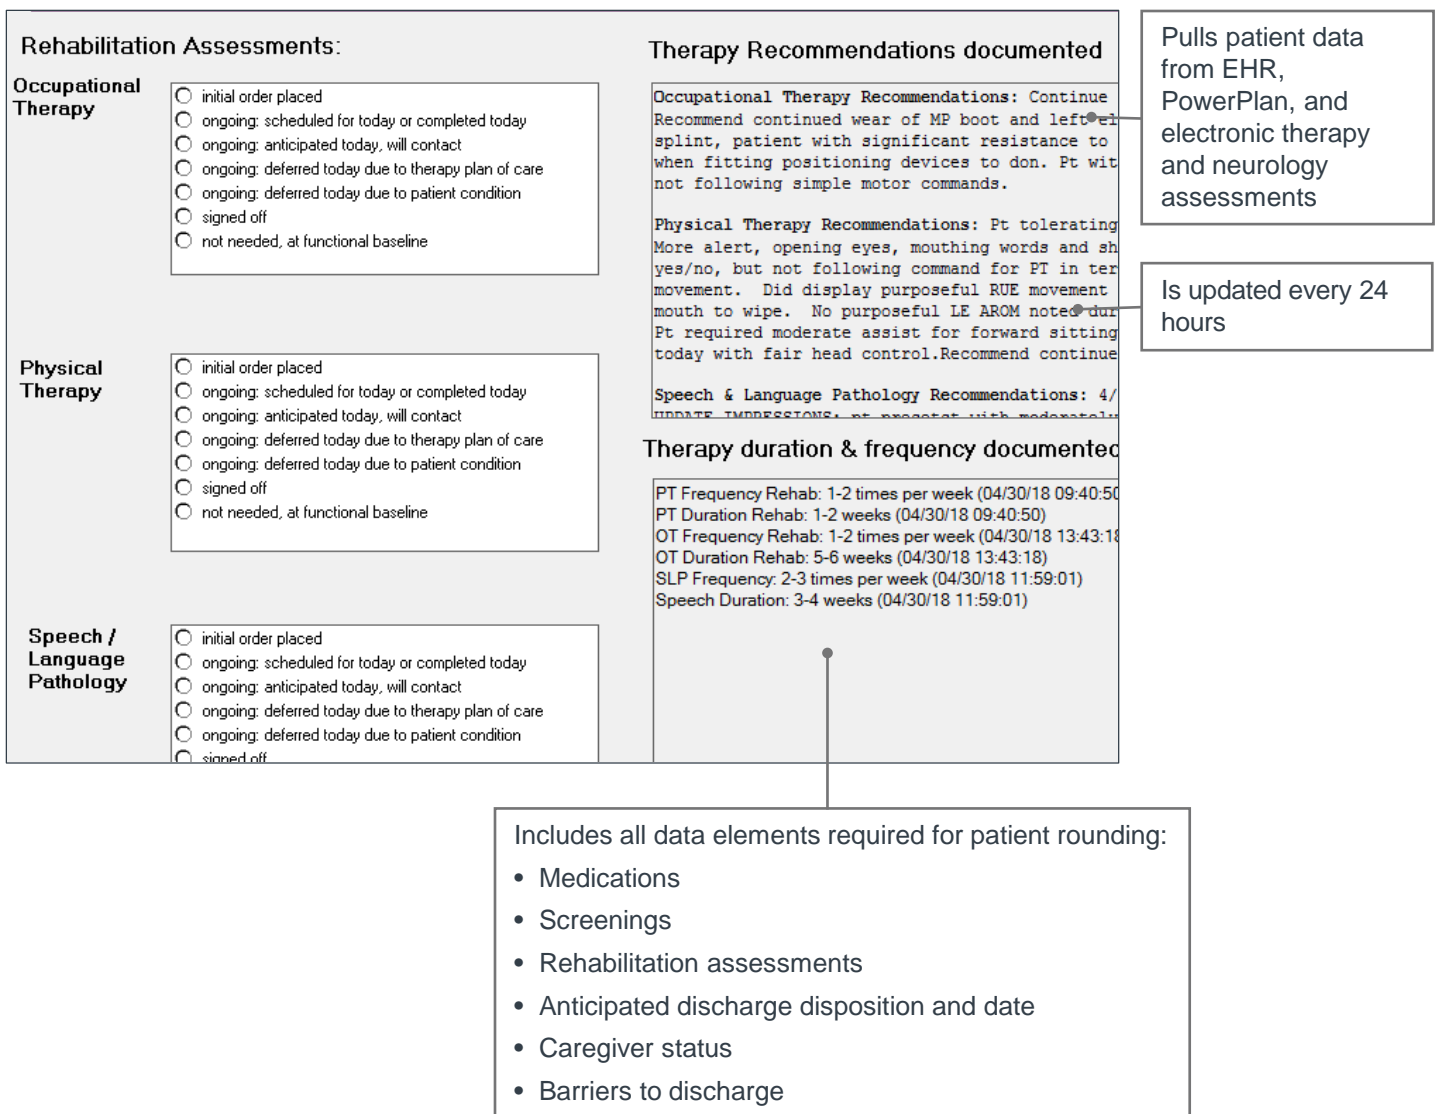 Rehabilitation Assessments:
Occupational
Therapy
initial order placed
ongoing: scheduled for today or completed today
ongoing: anticipated today, will contact
ongoing: deferred today due to therapy plan of care
ongoing: deferred today due to patient condition
signed off
not needed, at functional baseline
Physical
Therapy
initial order placed
ongoing: scheduled for today or completed today
ongoing: anticipated today, will contact
ongoing: deferred today due to therapy plan of care
ongoing: deferred today due to patient condition
signed off
not needed, at functional baseline
Speech /
Language
Pathology
initial order placed
ongoing: scheduled for today or completed today
ongoing: anticipated today, will contact
ongoing: deferred today due to therapy plan of care
ongoing: deferred today due to patient condition
signed off
Therapy Recommendations documented
Occupational Therapy Recommendations: Continue
Recommend continued wear of MP boot and left
splint, patient with significant resistance to
when fitting positioning devices to don. Pt wit
not following simple motor commands.
Physical Therapy Recommendations: Pt tolerating
More alert, opening eyes, mouthing words and sh
yes/no, but not following command for PT in ter
movement. Did display purposeful RUE movement
mouth to wipe. No purposeful LE AROM noted dur
Pt required moderate assist for forward sitting
today with fair head control.Recommend continue
Speech & Language Pathology Recommendations: 4/
UPDATE IMPRESSIONS: pt with moderately
Therapy duration & frequency documented
PT Frequency Rehab: 1-2 times per week (04/30/18 09:40:50
PT Duration Rehab: 1-2 weeks (04/30/18 09:40:50)
OT Frequency Rehab: 1-2 times per week (04/30/18 13:43:18
OT Duration Rehab: 5-6 weeks (04/30/18 13:43:18)
SLP Frequency: 2-3 times per week (04/30/18 11:59:01)
Speech Duration: 3-4 weeks (04/30/18 11:59:01)
Pulls patient data
from EHR,
PowerPlan, and
electronic therapy
and neurology
assessments
Is updated every 24
hours
Includes all data elements required for patient rounding:
• Medications
• Screenings
• Rehabilitation assessments
• Anticipated discharge disposition and date
• Caregiver status
• Barriers to discharge